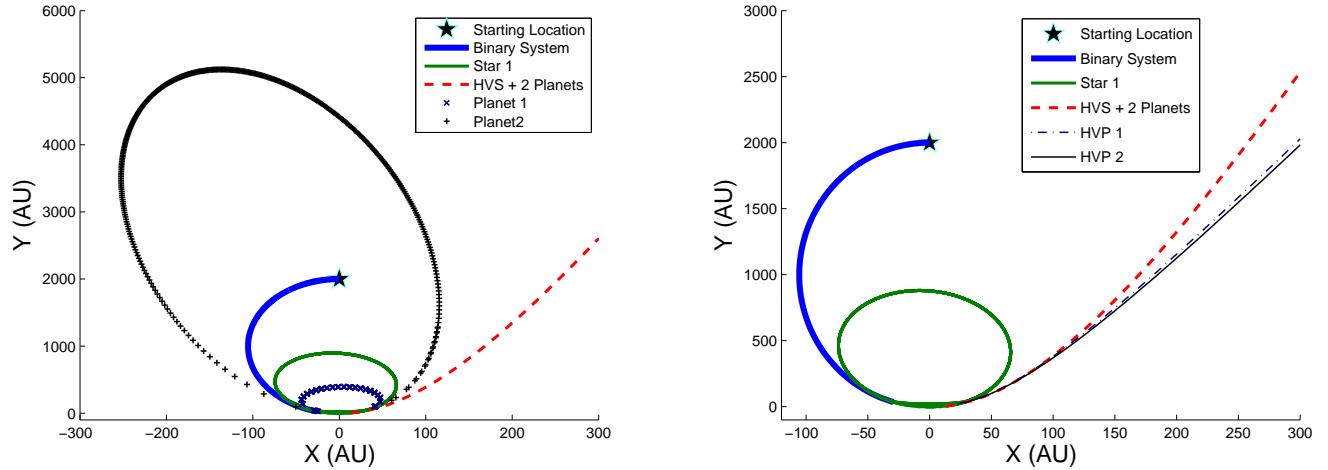 Starting Location
Binary System
Star 1
HVS + 2 Planets
Planet 1
Planet2
6000
5000
4000
3000
2000
1000
0
Y (AU)
−300
−200
−100
0
100
200
300
X (AU)
Starting Location
Binary System
Star 1
HVS + 2 Planets
HVP 1
HVP 2
3000
2500
2000
1500
1000
500
0
Y (AU)
−100
−50
0
50
100
150
200
250
300
X (AU)